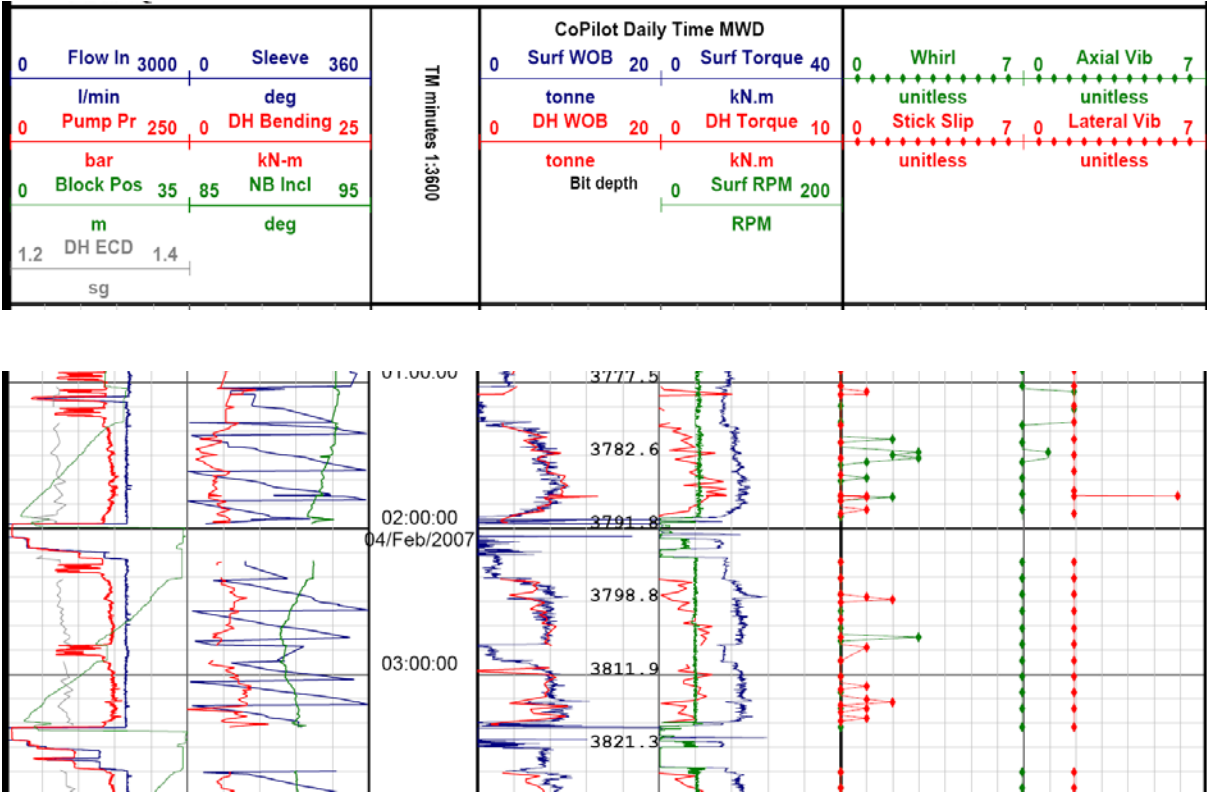 CoPilot Daily Time MWD
0 Flow In 3000 0 Sleeve 360 0 Surf WOB 20 0 Surf Torque 40 0 Whirl 7 0 Axial Vib 7
l/min deg tonne kN.m unitless unitless
0 Pump Pr 250 0 DH Bending 25 0 DH WOB 20 0 DH Torque 10 0 Stick Slip 7 0 Lateral Vib 7
bar kN-m tonne kN.m unitless unitless
0 Block Pos 35 85 NB Incl 95 Bit depth 0 Surf RPM 200
m deg RPM
1.2 DH ECD 1.4
sg
TM minutes 1:3600
01:00:00 3777.5
3782.6
02:00:00 3791.8
04/Feb/2007
3798.8
03:00:00 3811.9
3821.3